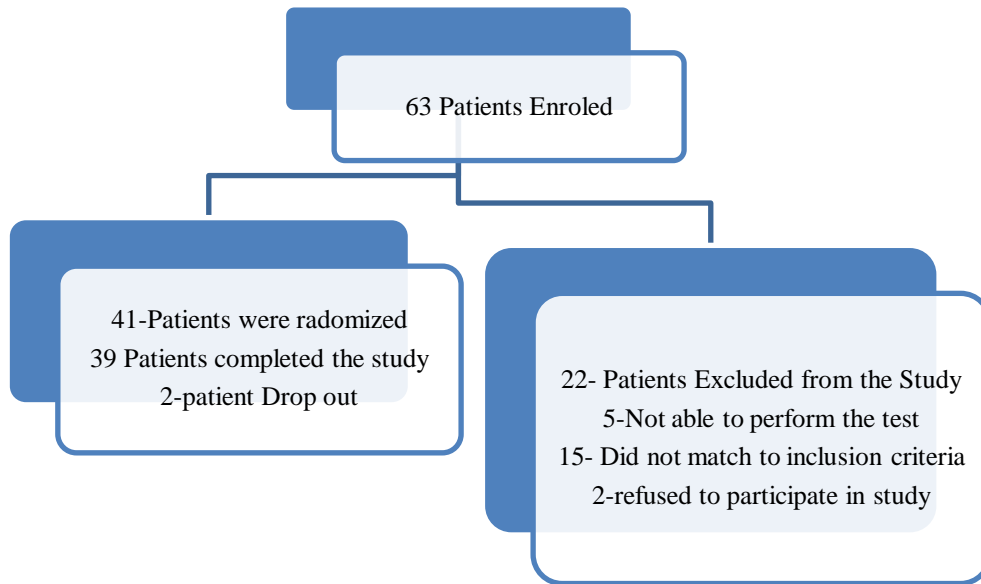 63 Patients Enroled
41-Patients were radomized
39 Patients completed the study
2-patient Drop out
22- Patients Excluded from the Study
5-Not able to perform the test
15- Did not match to inclusion criteria
2-refused to participate in study